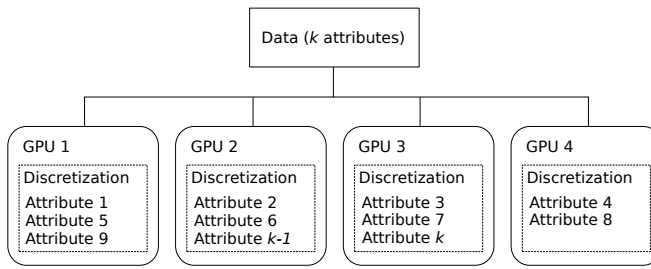 Data (k attributes)
GPU 1
Discretization
Attribute 1
Attribute 5
Attribute 9
GPU 2
Discretization
Attribute 2
Attribute 6
Attribute k-1
GPU 3
Discretization
Attribute 3
Attribute 7
Attribute k
GPU 4
Discretization
Attribute 4
Attribute 8